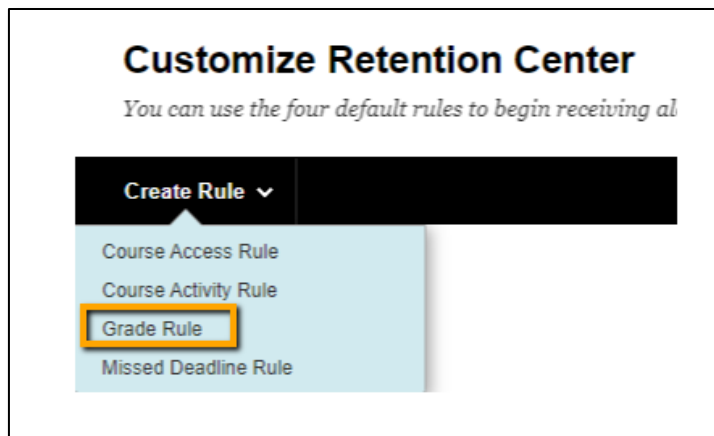 Customize Retention Center
You can use the four default rules to begin receiving al
Create Rule
Course Access Rule
Course Activity Rule
Grade Rule
Missed Deadline Rule